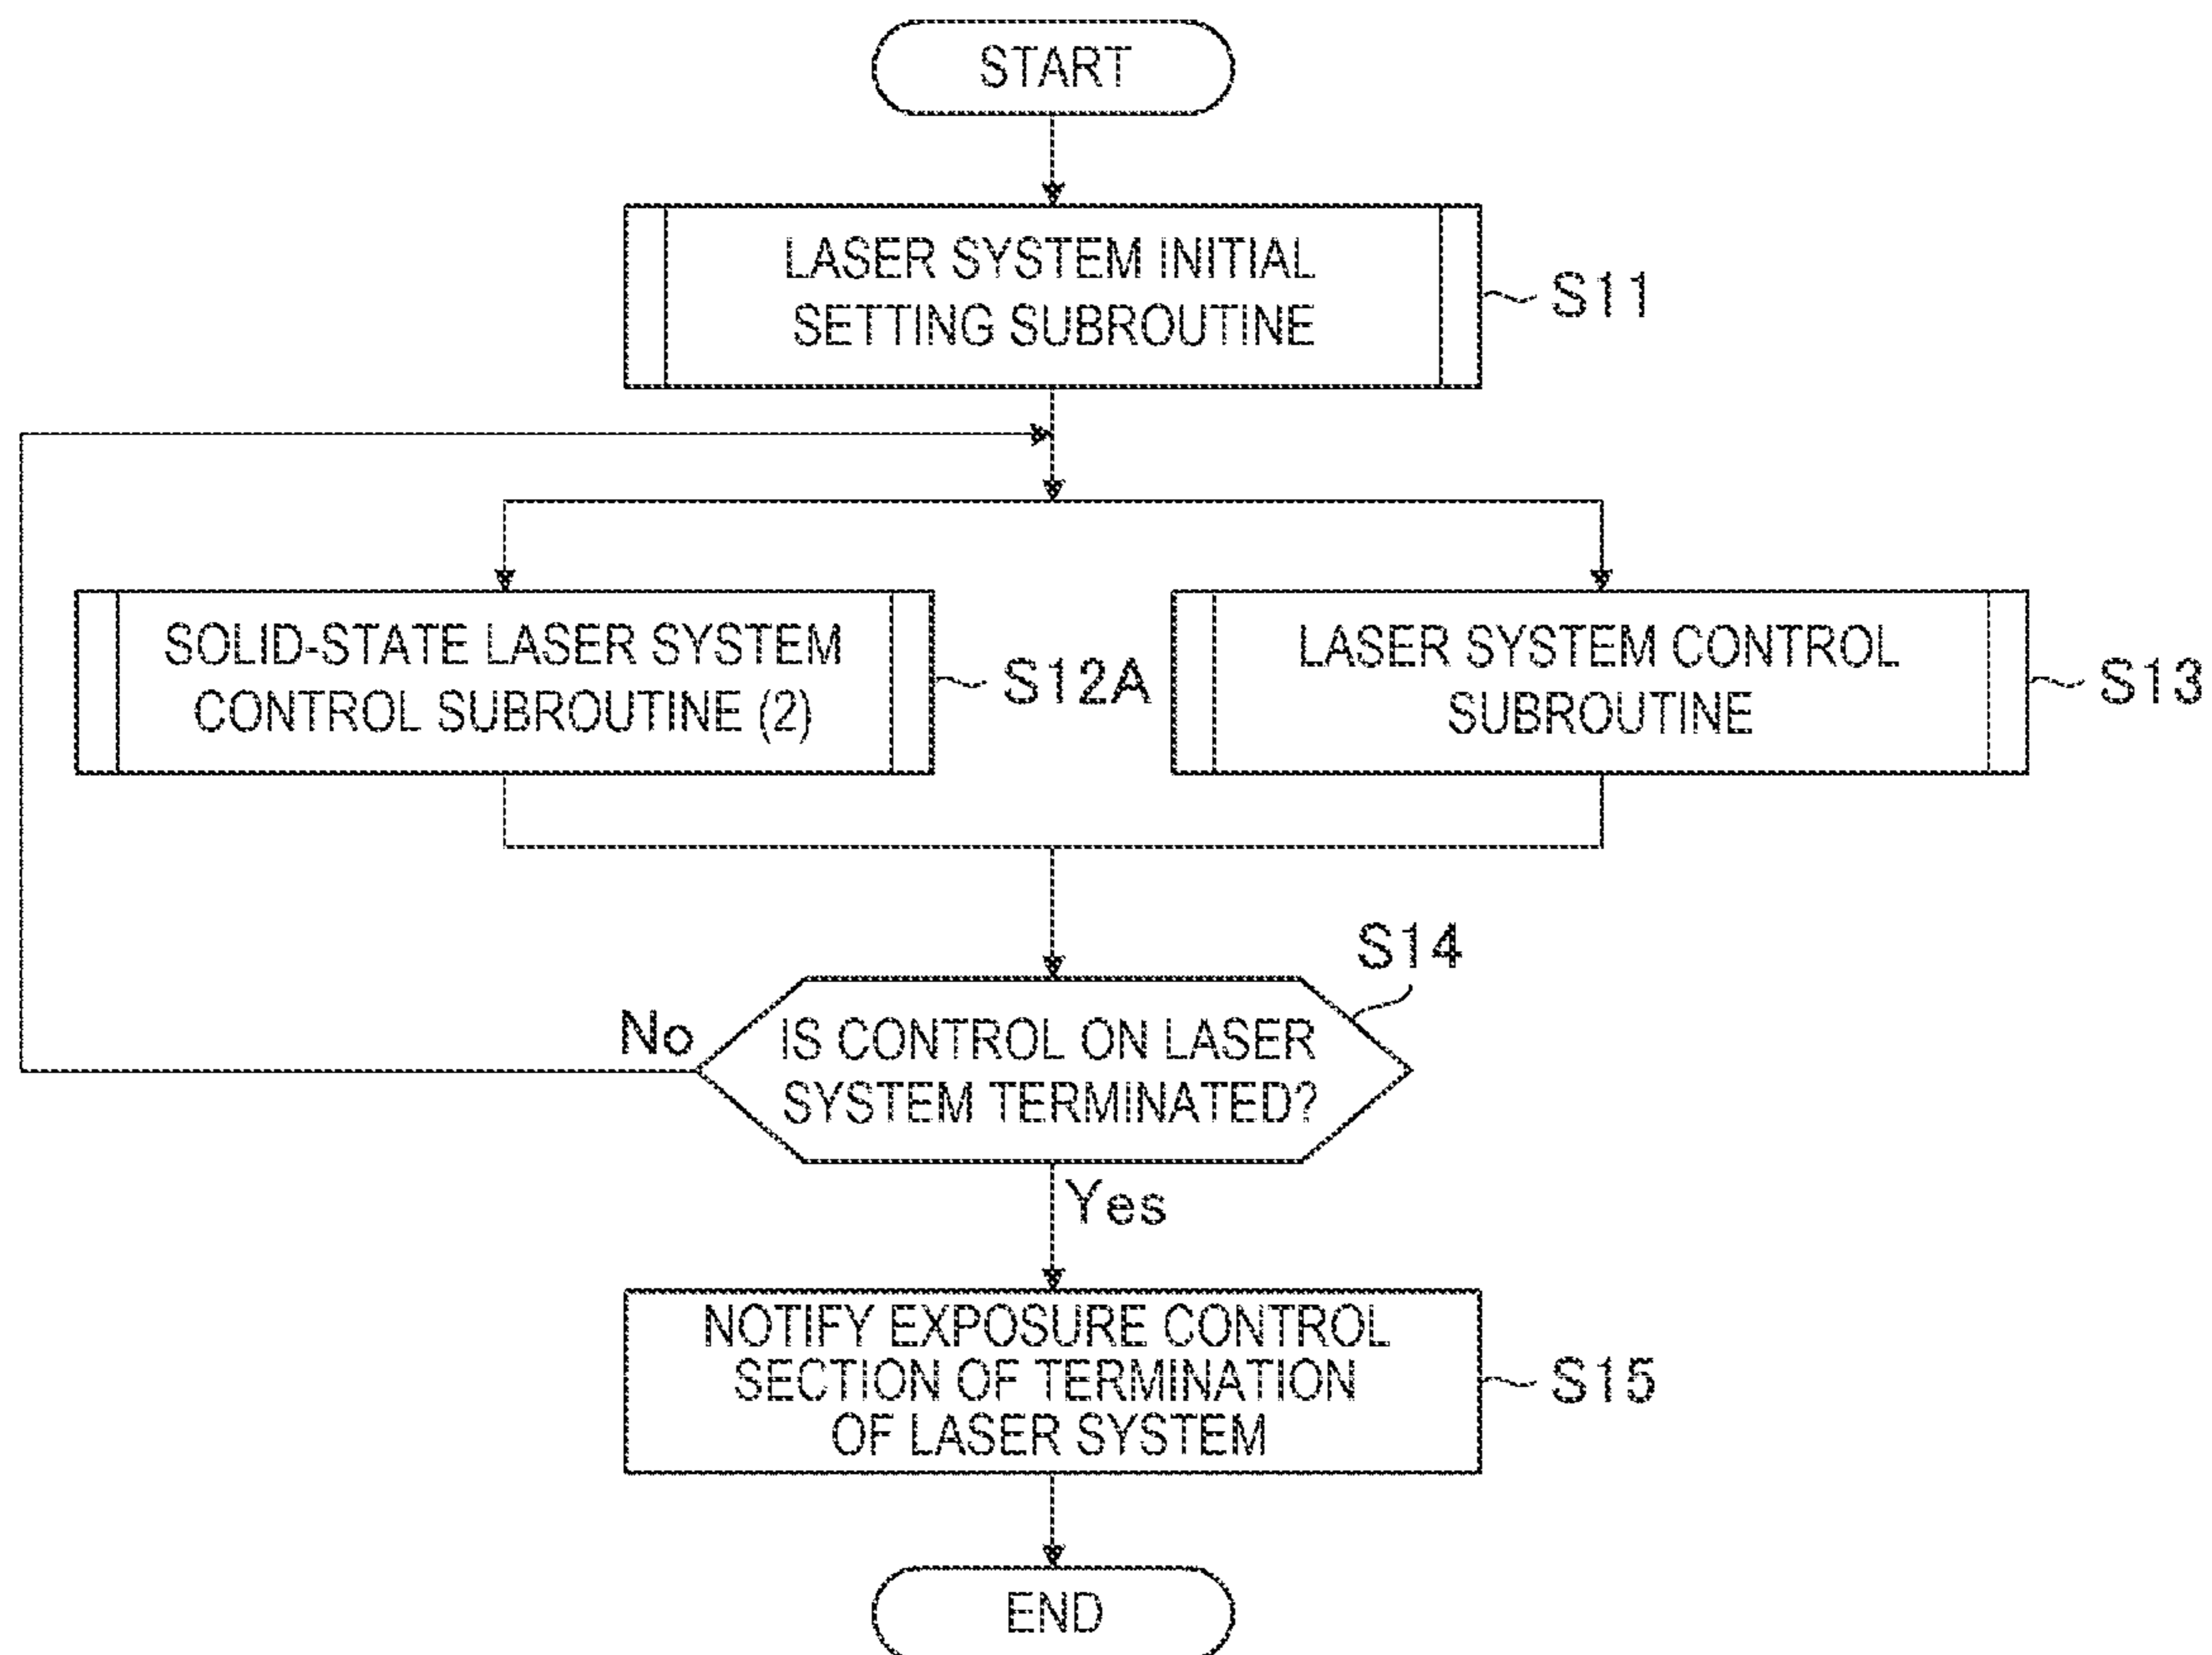 START
LASER SYSTEM INITIAL
SETTING SUBROUTINE
S11
SOLID-STATE LASER SYSTEM
CONTROL SUBROUTINE (2)
S12A
LASER SYSTEM CONTROL
SUBROUTINE
S13
S14
No
IS CONTROL ON LASER
SYSTEM TERMINATED?
Yes
NOTIFY EXPOSURE CONTROL
SECTION OF TERMINATION
OF LASER SYSTEM
S15
END